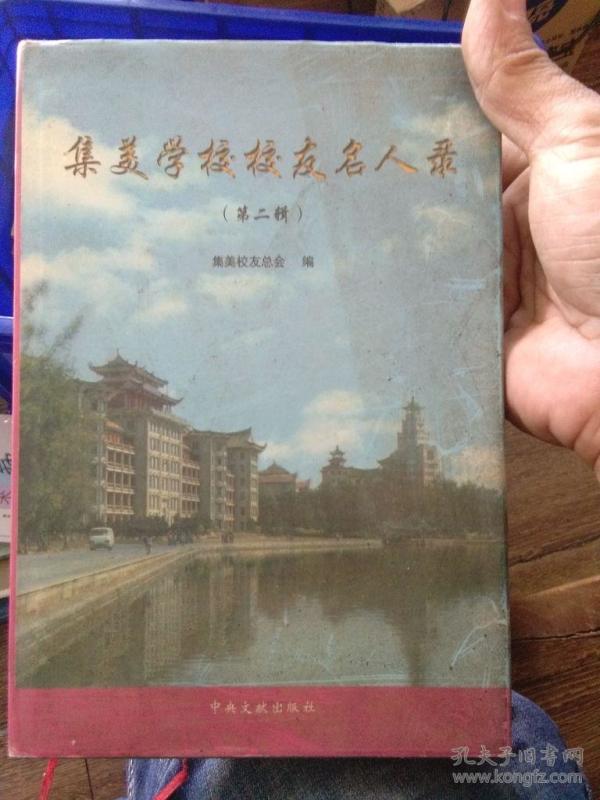 集美学校校友名人录
（第二辑）
集美校友总会 编
中央文献出版社
孔夫子旧书网
www.kongfz.com